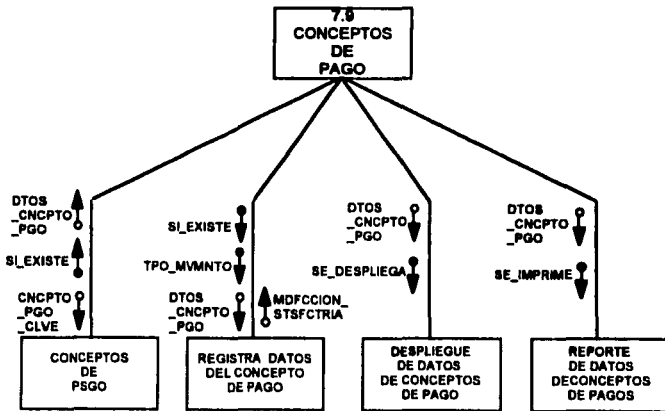 7.9
CONCEPTOS
DE
PAGO
DTOS
_CNCPTO
_PGO
SI_EXISTE
CNCPTO
_PGO
_CLVE
SI_EXISTE
TPO_MVMNTO
DTOS
_CNCPTO
_PGO
MDFCCION_
STSFCTRIA
DTOS
_CNCPTO
_PGO
SE_DESPLIEGA
DTOS
_CNCPTO
_PGO
SE_IMPRIME
CONCEPTOS
DE
PSGO
REGISTRA DATOS
DEL CONCEPTO
DE PAGO
DESPLIEGUE
DE DATOS
DE CONCEPTOS
DE PAGO
REPORTE
DE DATOS
DECONCEPTOS
DE PAGOS